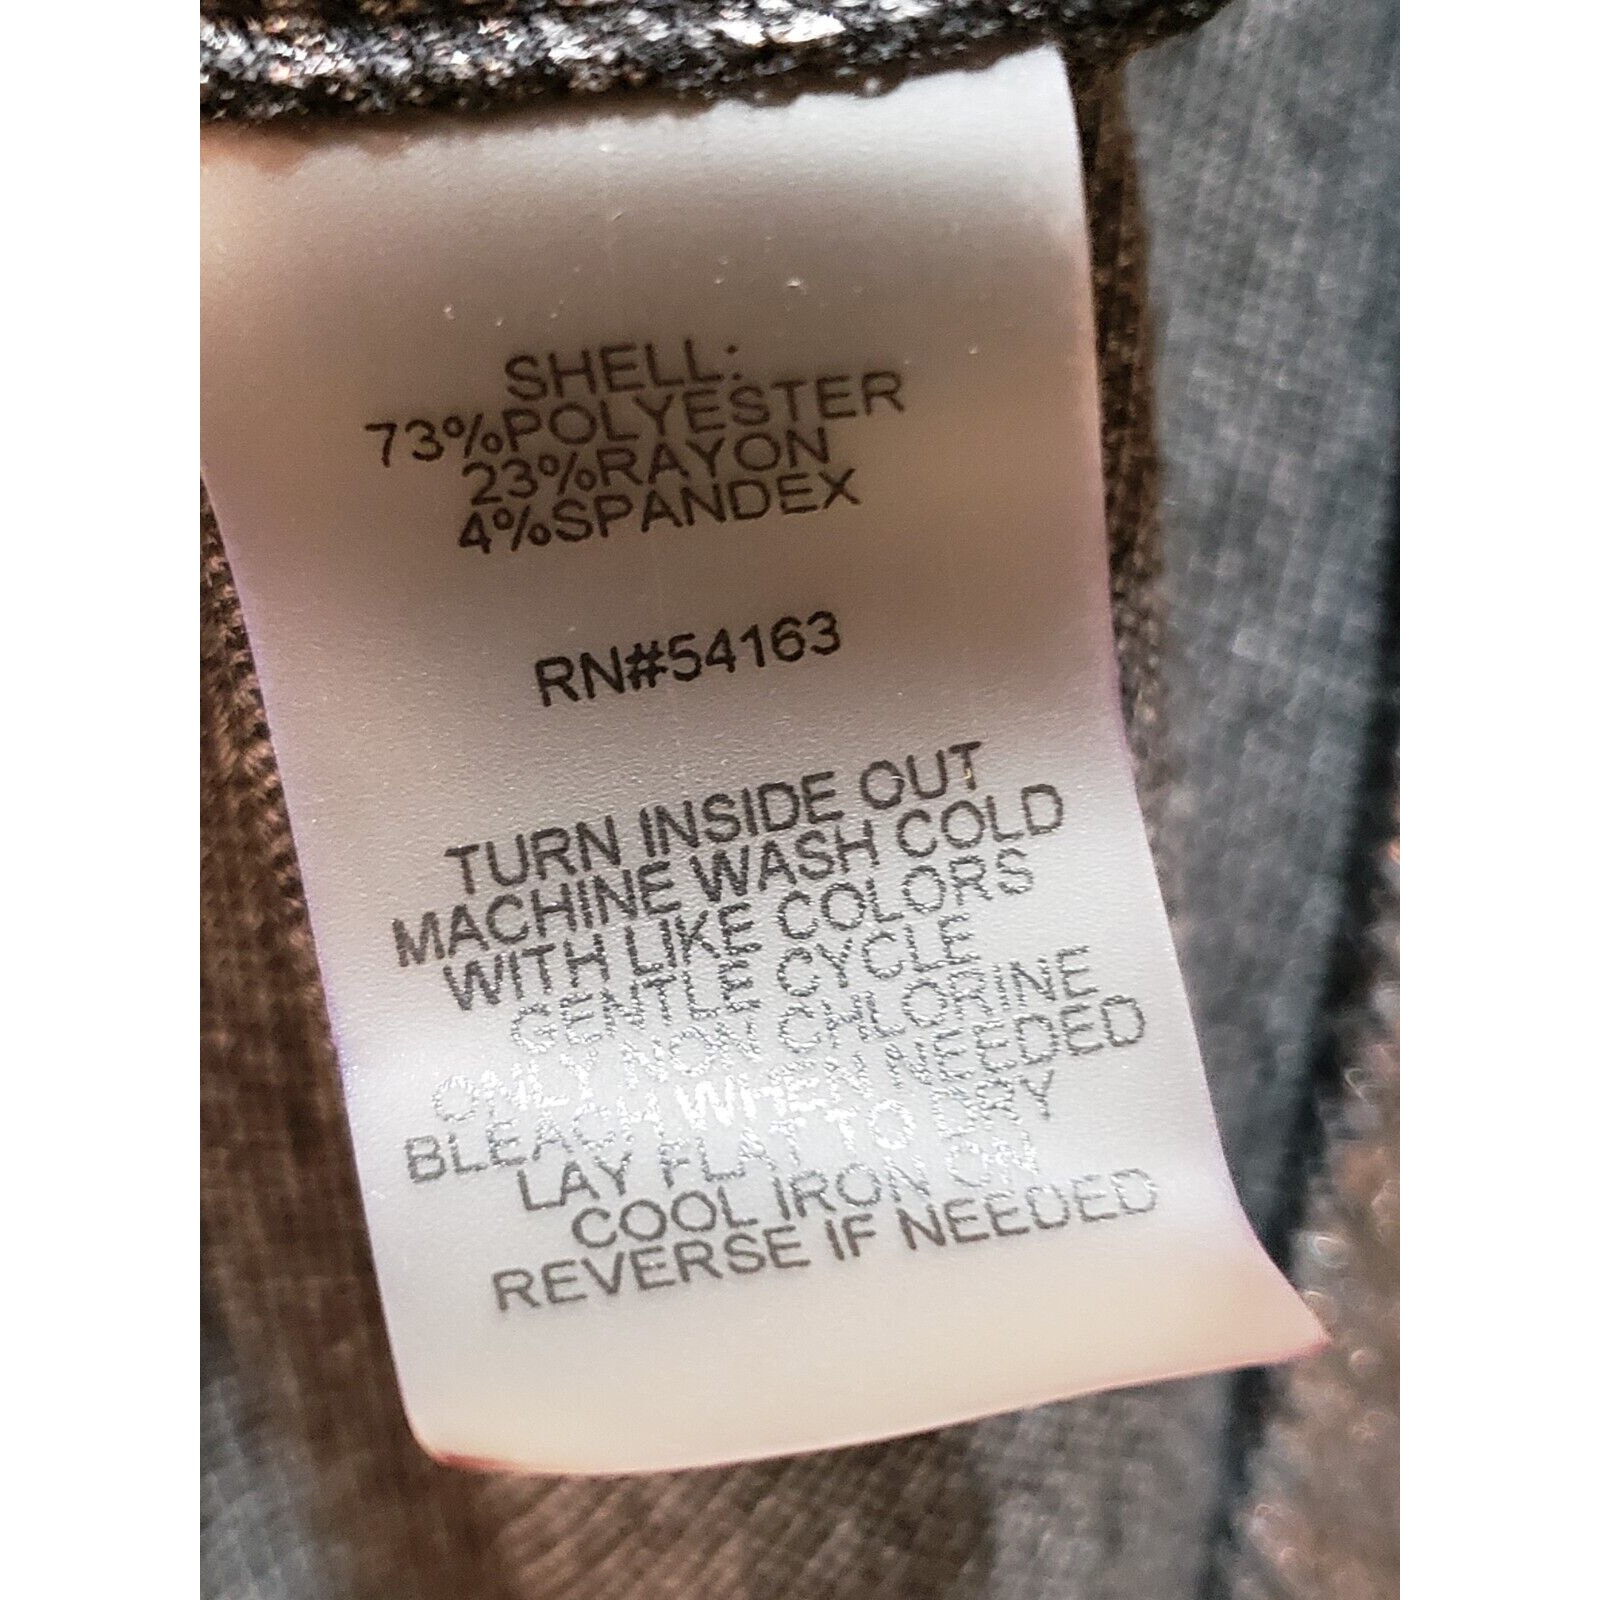 SHELL:
73%POLYESTER
23%RAYON
4%SPANDEX
RN#54163
TURN INSIDE OUT
MACHINE WASH COLD
WITH LIKE COLORS
GENTLE CYCLE
ONLY NON CHLORINE
BLEACH WHEN NEEDED
LAY FLAT TO DRY
COOL IRON ON
REVERSE IF NEEDED